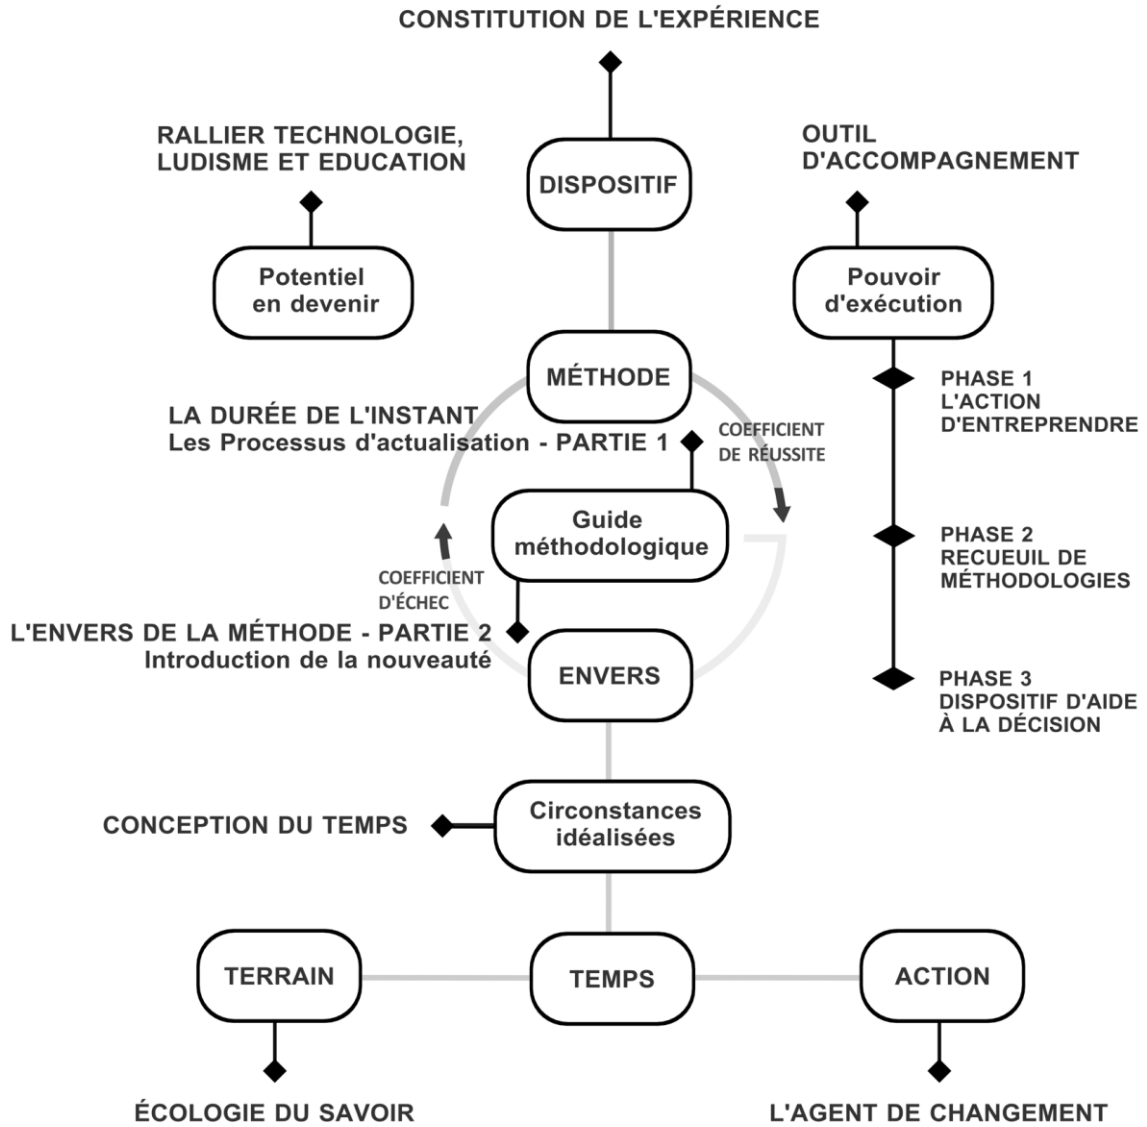 CONSTITUTION DE L'EXPÉRIENCE
RALLIER TECHNOLOGIE,
LUDISME ET EDUCATION
OUTIL
D'ACCOMPAGNEMENT
DISPOSITIF
Potentiel
en devenir
Pouvoir
d'exécution
MÉTHODE
PHASE 1
L'ACTION
D'ENTREPRENDRE
LA DURÉE DE L'INSTANT
Les Processus d'actualisation - PARTIE 1
COEFFICIENT
DE RÉUSSITE
Guide
méthodologique
PHASE 2
RECUEUIL DE
MÉTHODOLOGIES
COEFFICIENT
D'ÉCHEC
L'ENVERS DE LA MÉTHODE - PARTIE 2
Introduction de la nouveauté
ENVERS
PHASE 3
DISPOSITIF D'AIDE
À LA DÉCISION
Circonstances
idéalisées
CONCEPTION DU TEMPS
TERRAIN
TEMPS
ACTION
ÉCOLOGIE DU SAVOIR
L'AGENT DE CHANGEMENT